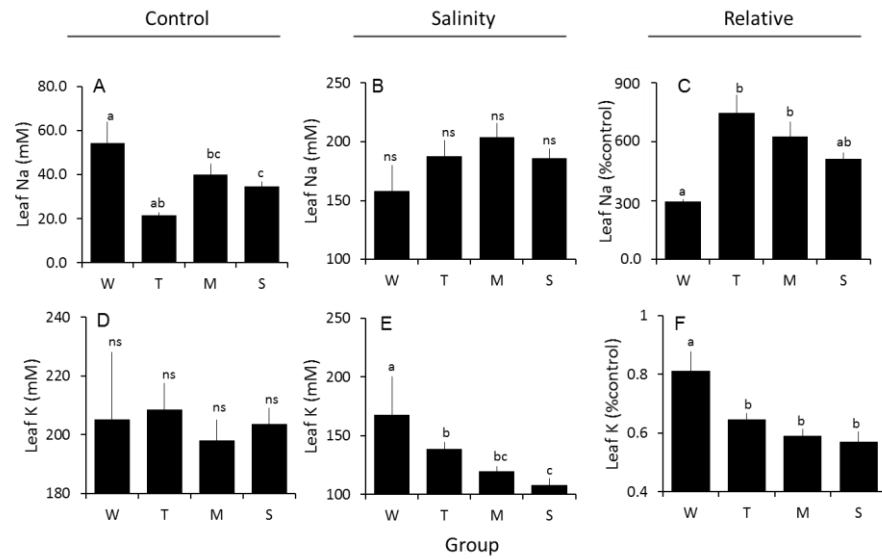 Control
Salinity
Relative
A
Leaf Na (mM)
80.0
60.0
40.0
20.0
0.0
a
ab
bc
c
W T M S
B
Leaf Na (mM)
250
200
150
100
ns
ns
ns
ns
W T M S
C
Leaf Na (%control)
900
600
300
0.0
a
b
b
ab
W T M S
D
Leaf K (mM)
240
220
200
180
ns
ns
ns
ns
W T M S
E
Leaf K (mM)
250
200
150
100
a
b
bc
c
W T M S
F
Leaf K (%control)
1
0.8
0.6
0.4
a
b
b
b
W T M S
Group